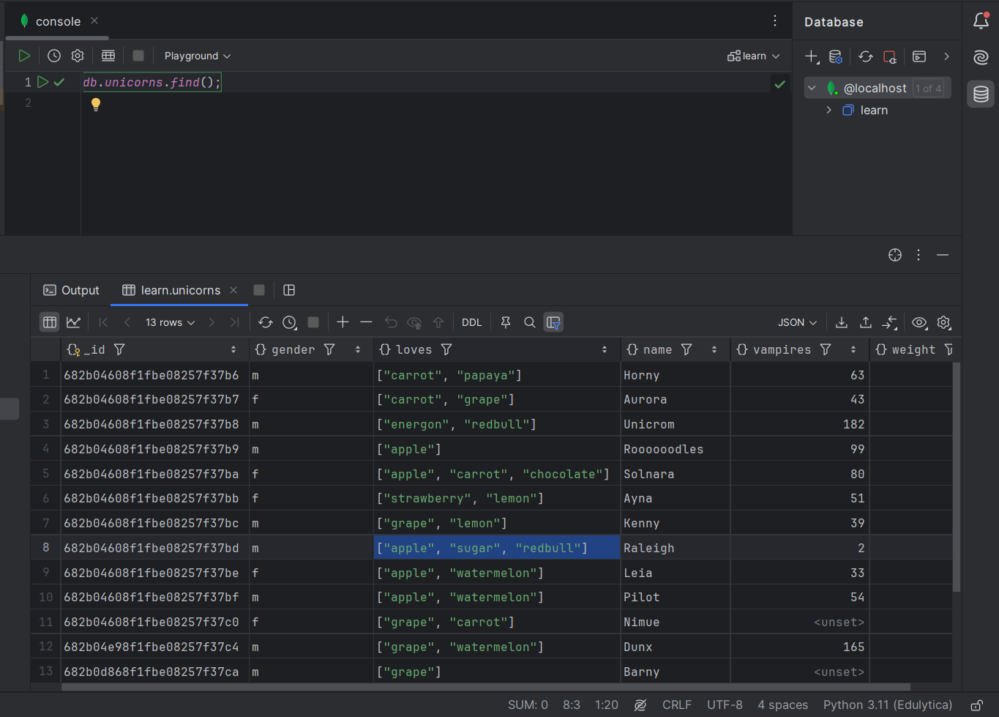 console
Database
Playground
learn
1 db.unicorns.find();
2
@localhost 1 of 4
learn
Output learn.unicorns
13 rows DDL JSON
_id gender loves name vampires weight
1 682b04608f1fbe08257f37b6 m ["carrot", "papaya"] Horny 63
2 682b04608f1fbe08257f37b7 f ["carrot", "grape"] Aurora 43
3 682b04608f1fbe08257f37b8 m ["energon", "redbull"] Unicrom 182
4 682b04608f1fbe08257f37b9 m ["apple"] Roooooodles 99
5 682b04608f1fbe08257f37ba f ["apple", "carrot", "chocolate"] Solnara 80
6 682b04608f1fbe08257f37bb f ["strawberry", "lemon"] Ayna 51
7 682b04608f1fbe08257f37bc m ["grape", "lemon"] Kenny 39
8 682b04608f1fbe08257f37bd m ["apple", "sugar", "redbull"] Raleigh 2
9 682b04608f1fbe08257f37be f ["apple", "watermelon"] Leia 33
10 682b04608f1fbe08257f37bf m ["apple", "watermelon"] Pilot 54
11 682b04608f1fbe08257f37c0 f ["grape", "carrot"] Nimue <unset>
12 682b04e98f1fbe08257f37c4 m ["grape", "watermelon"] Dunx 165
13 682b0d868f1fbe08257f37ca m ["grape"] Barny <unset>
SUM: 0 8:3 1:20 CRLF UTF-8 4 spaces Python 3.11 (Edulytica)